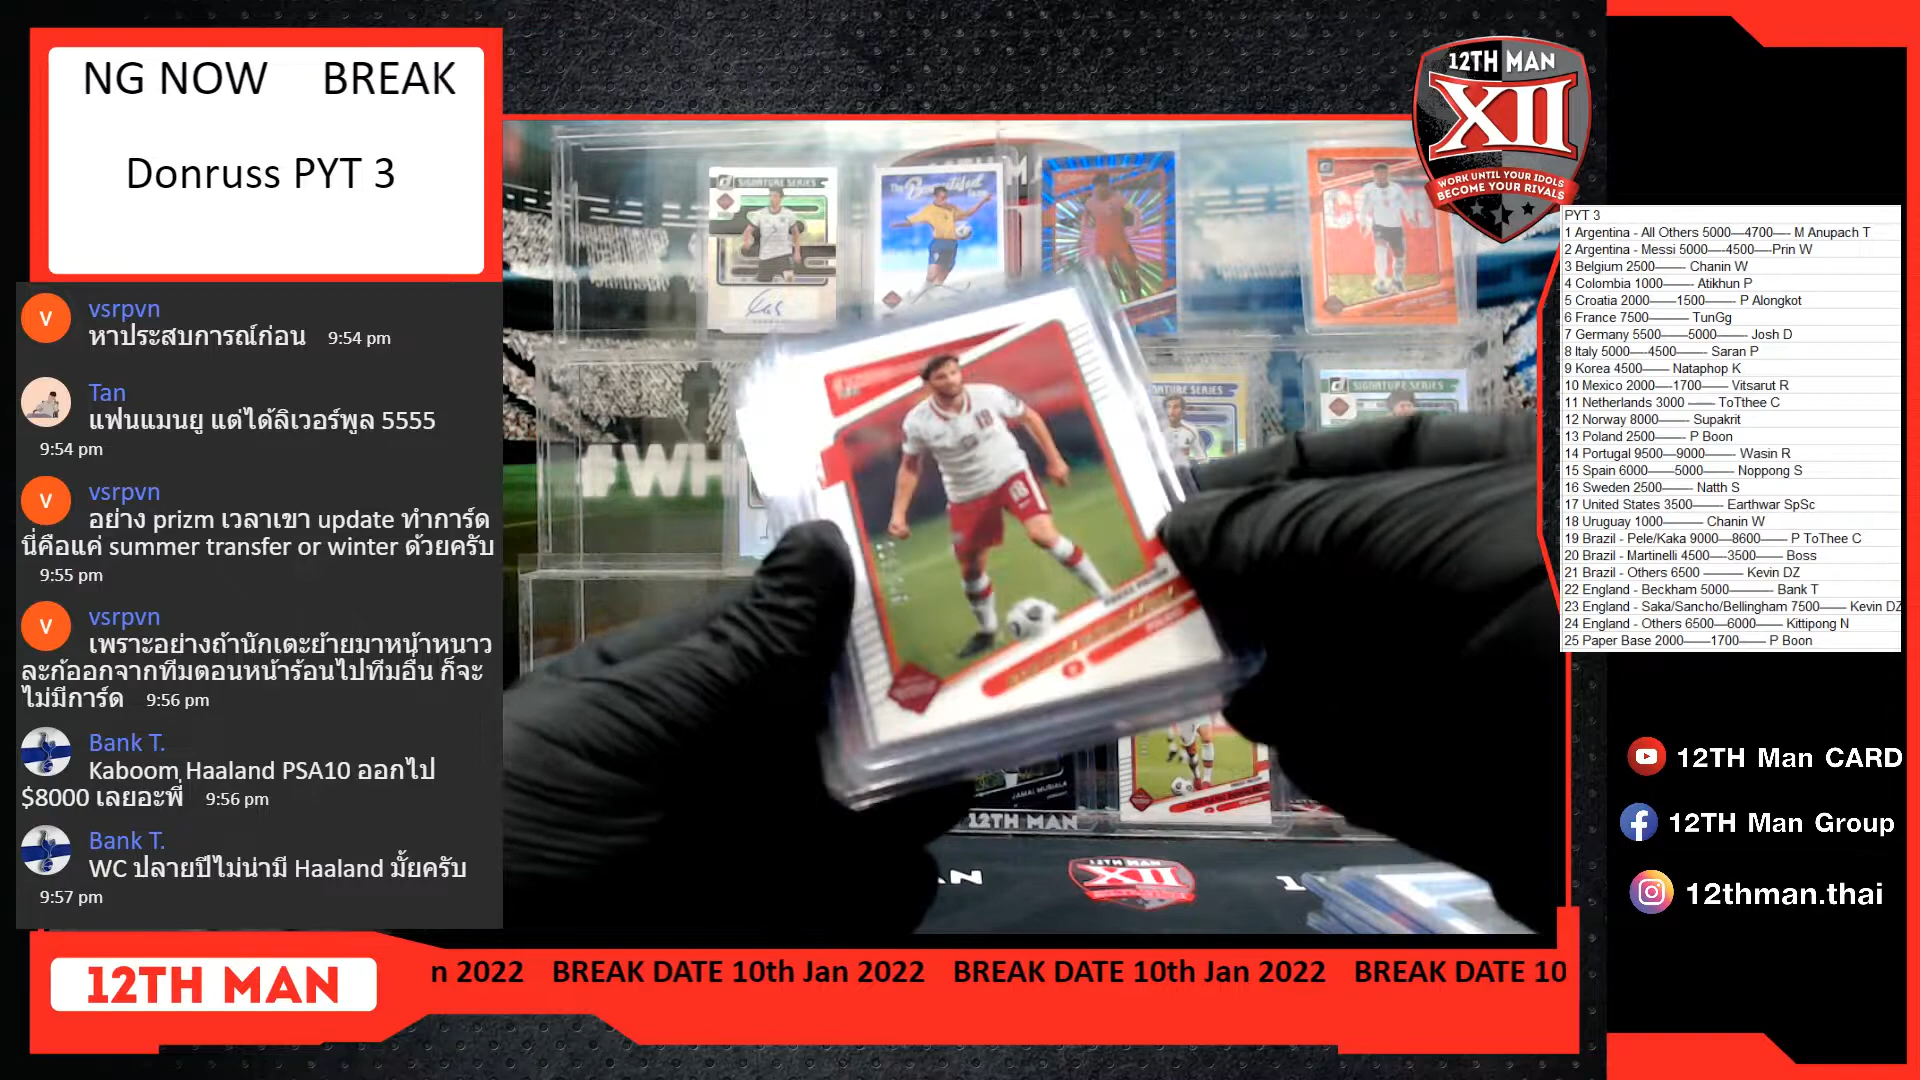 NG NOW BREAK
Donruss PYT 3
vsrpvn
หาประสบการณ์ก่อน 9:54 pm
Tan
แฟนแมนยู แต่ได้ลิเวอร์พูล 5555
9:54 pm
vsrpvn
อย่าง prizm เวลาเขา update ทำการ์ด
นี่คือแค่ summer transfer or winter ด้วยครับ
9:55 pm
vsrpvn
เพราะอย่างถ้านักเตะย้ายมาหน้าหนาว
ละก้ออกจากทีมตอนหน้าร้อนไปทีมอื่น ก็จะ
ไม่มีการ์ด 9:56 pm
Bank T.
Kaboom Haaland PSA10 ออกไป
$8000 เลยอะพี่ 9:56 pm
Bank T.
WC ปลายปีไม่น่ามี Haaland มั้ยครับ
9:57 pm
12TH MAN
n 2022 BREAK DATE 10th Jan 2022 BREAK DATE 10th Jan 2022 BREAK DATE 10
SIGNATURE SERIES
The Beautiful
SIGNATURE SERIES
SIGNATURE SERIES
#WH
18
18
JAMAL MUSIALA
12TH MAN
XII
12TH MAN
XII
WORK UNTIL YOUR IDOLS
BECOME YOUR RIVALS
PYT 3
1 Argentina - All Others 5000—4700—- M Anupach T
2 Argentina - Messi 5000—-4500—-Prin W
3 Belgium 2500——- Chanin W
4 Colombia 1000——- Atikhun P
5 Croatia 2000——1500——- P Alongkot
6 France 7500——— TunGg
7 Germany 5500——5000——- Josh D
8 Italy 5000—-4500——- Saran P
9 Korea 4500—— Nataphop K
10 Mexico 2000—-1700—— Vitsarut R
11 Netherlands 3000 —— ToTthee C
12 Norway 8000——- Supakrit
13 Poland 2500——- P Boon
14 Portugal 9500—9000——- Wasin R
15 Spain 6000——5000——- Noppong S
16 Sweden 2500——- Natth S
17 United States 3500——- Earthwar SpSc
18 Uruguay 1000——— Chanin W
19 Brazil - Pele/Kaka 9000—8600—— P ToThee C
20 Brazil - Martinelli 4500—3500—— Boss
21 Brazil - Others 6500 ——— Kevin DZ
22 England - Beckham 5000——— Bank T
23 England - Saka/Sancho/Bellingham 7500—— Kevin DZ
24 England - Others 6500—6000—— Kittipong N
25 Paper Base 2000——1700—— P Boon
12TH Man CARD
12TH Man Group
12thman.thai